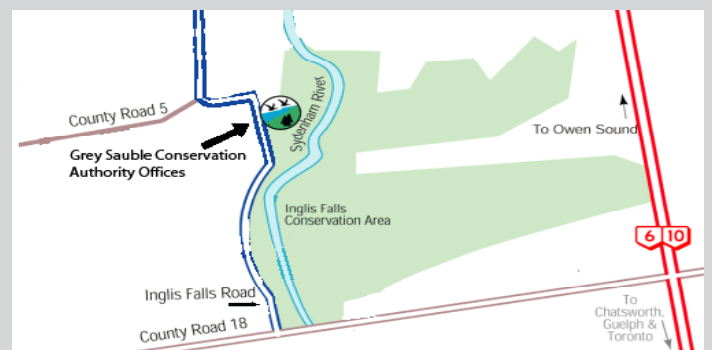 County Road 5
Sydenham River
To Owen Sound
Grey Sauble Conservation
Authority Offices
Inglis Falls
Conservation Area
6 10
Inglis Falls Road
To
Chatsworth,
Guelph &
Toronto
County Road 18